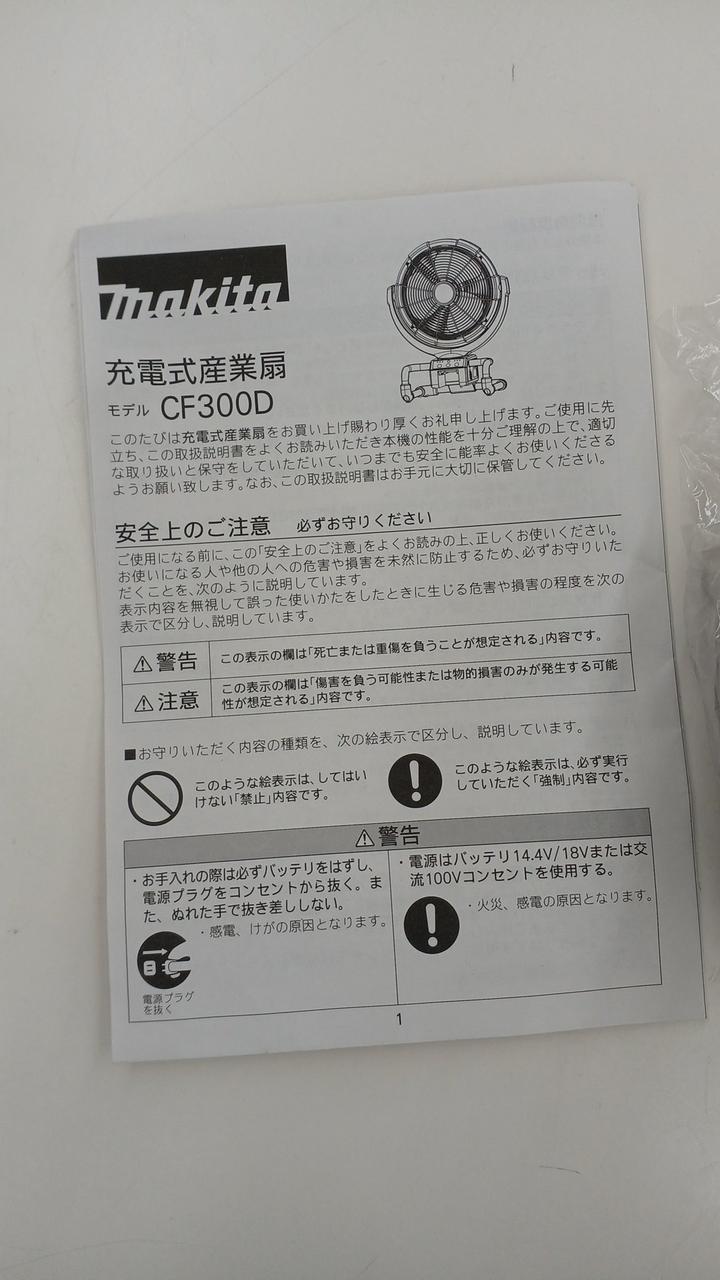 makita
充電式産業扇
モデル CF300D
このたびは充電式産業扇をお買い上げ賜わり厚くお礼申し上げます。ご使用に先
立ち、この取扱説明書をよくお読みいただき本機の性能を十分ご理解の上で、適切
な取り扱いと保守をしていただいて、いつまでも安全に能率よくお使いくださる
ようお願い致します。なお、この取扱説明書はお手元に大切に保管してください。
安全上のご注意 必ずお守りください
ご使用になる前に、この「安全上のご注意」をよくお読みの上、正しくお使いください。
お使いになる人や他の人への危害や損害を未然に防止するため、必ずお守りいた
だくことを、次のように説明しています。
表示内容を無視して誤った使いかたをしたときに生じる危害や損害の程度を次の
表示で区分し、説明しています。
⚠警告 この表示の欄は「死亡または重傷を負うことが想定される」内容です。
⚠注意 この表示の欄は「傷害を負う可能性または物的損害のみが発生する可能
性が想定される」内容です。
■お守りいただく内容の種類を、次の絵表示で区分し、説明しています。
このような絵表示は、してはい
けない「禁止」内容です。
このような絵表示は、必ず実行
していただく「強制」内容です。
⚠警告
・お手入れの際は必ずバッテリをはずし、
電源プラグをコンセントから抜く。ま
た、ぬれた手で抜き差ししない。
・感電、けがの原因となります。
電源プラグ
を抜く
・電源はバッテリ14.4V/18Vまたは交
流100Vコンセントを使用する。
・火災、感電の原因となります。
1